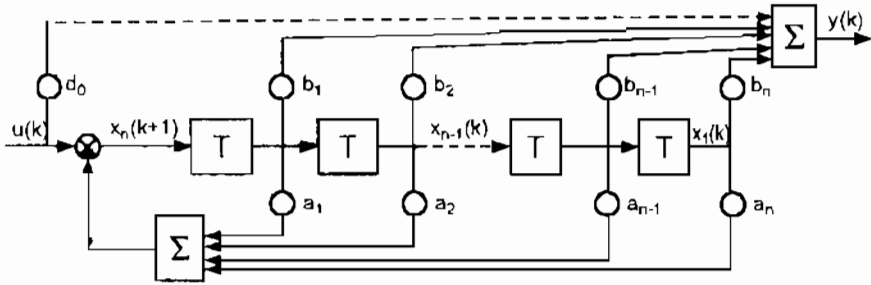 y(k)
Σ
d₀ b₁ b₂ bₙ₋₁ bₙ
u(k) xₙ(k+1) T T xₙ₋₁(k) T T x₁(k)
a₁ a₂ aₙ₋₁ aₙ
Σ